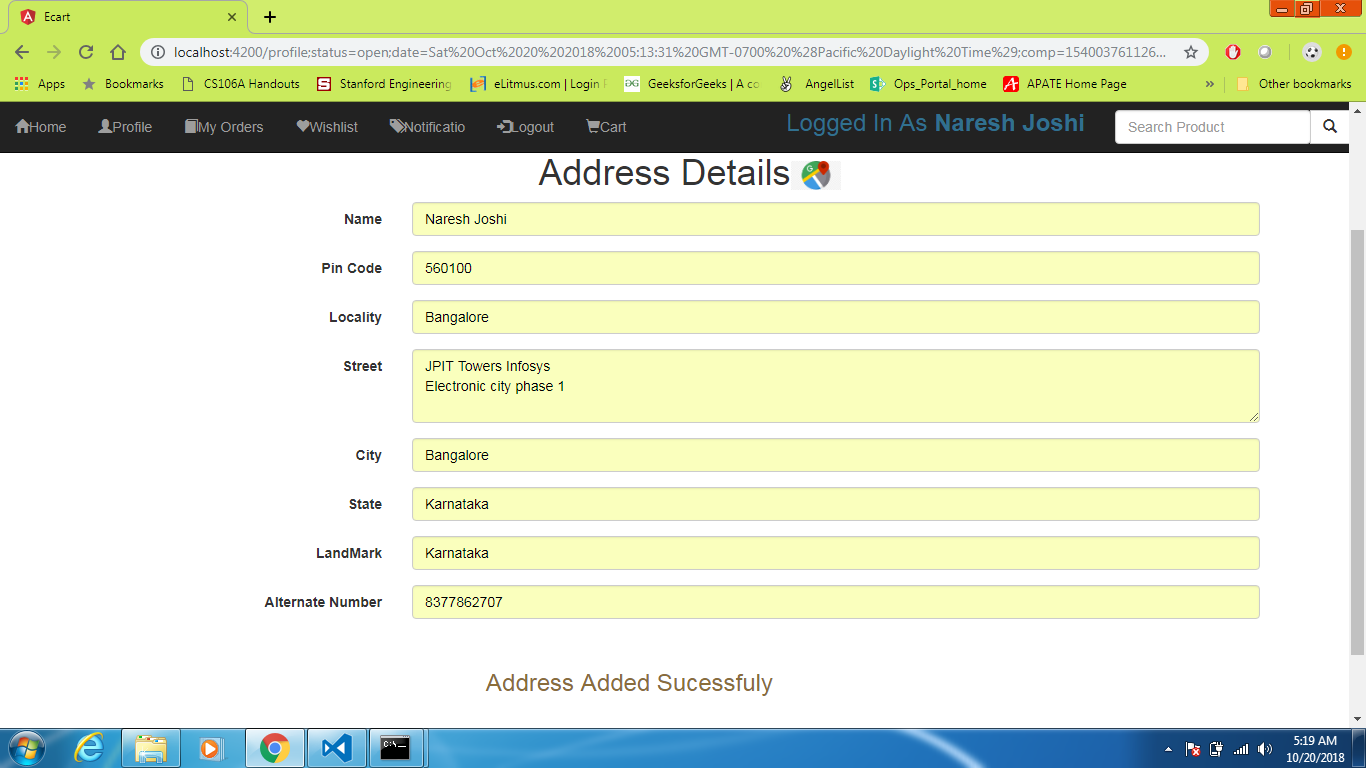 Ecart
localhost:4200/profile;status=open;date=Sat%20Oct%2020%202018%2005:13:31%20GMT-0700%20%28Pacific%20Daylight%20Time%29;comp=154003761126...
Apps Bookmarks CS106A Handouts Stanford Engineering eLitmus.com | Login GeeksforGeeks | A co AngelList Ops_Portal_home APATE Home Page » Other bookmarks
Home Profile My Orders Wishlist Notificatio Logout Cart Logged In As Naresh Joshi Search Product
Address Details
Name Naresh Joshi
Pin Code 560100
Locality Bangalore
Street JPIT Towers Infosys
Electronic city phase 1
City Bangalore
State Karnataka
LandMark Karnataka
Alternate Number 8377862707
Address Added Sucessfuly
5:19 AM
10/20/2018